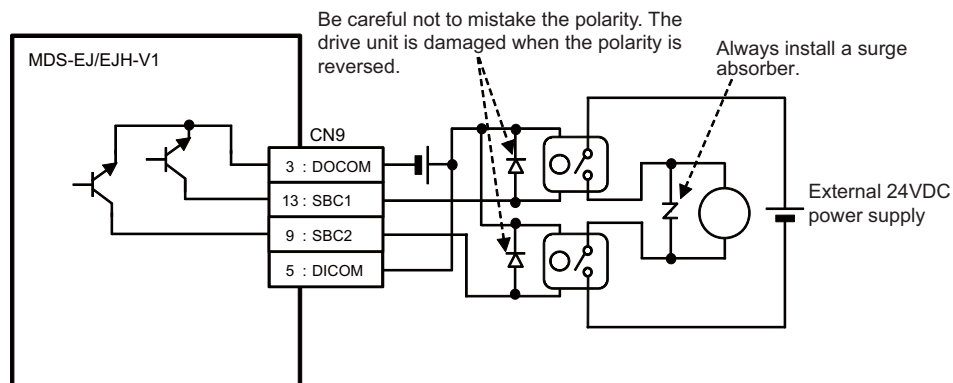 Be careful not to mistake the polarity. The
drive unit is damaged when the polarity is
reversed.
Always install a surge
absorber.
MDS-EJ/EJH-V1
CN9
3 : DOCOM
13 : SBC1
9 : SBC2
5 : DICOM
External 24VDC
power supply